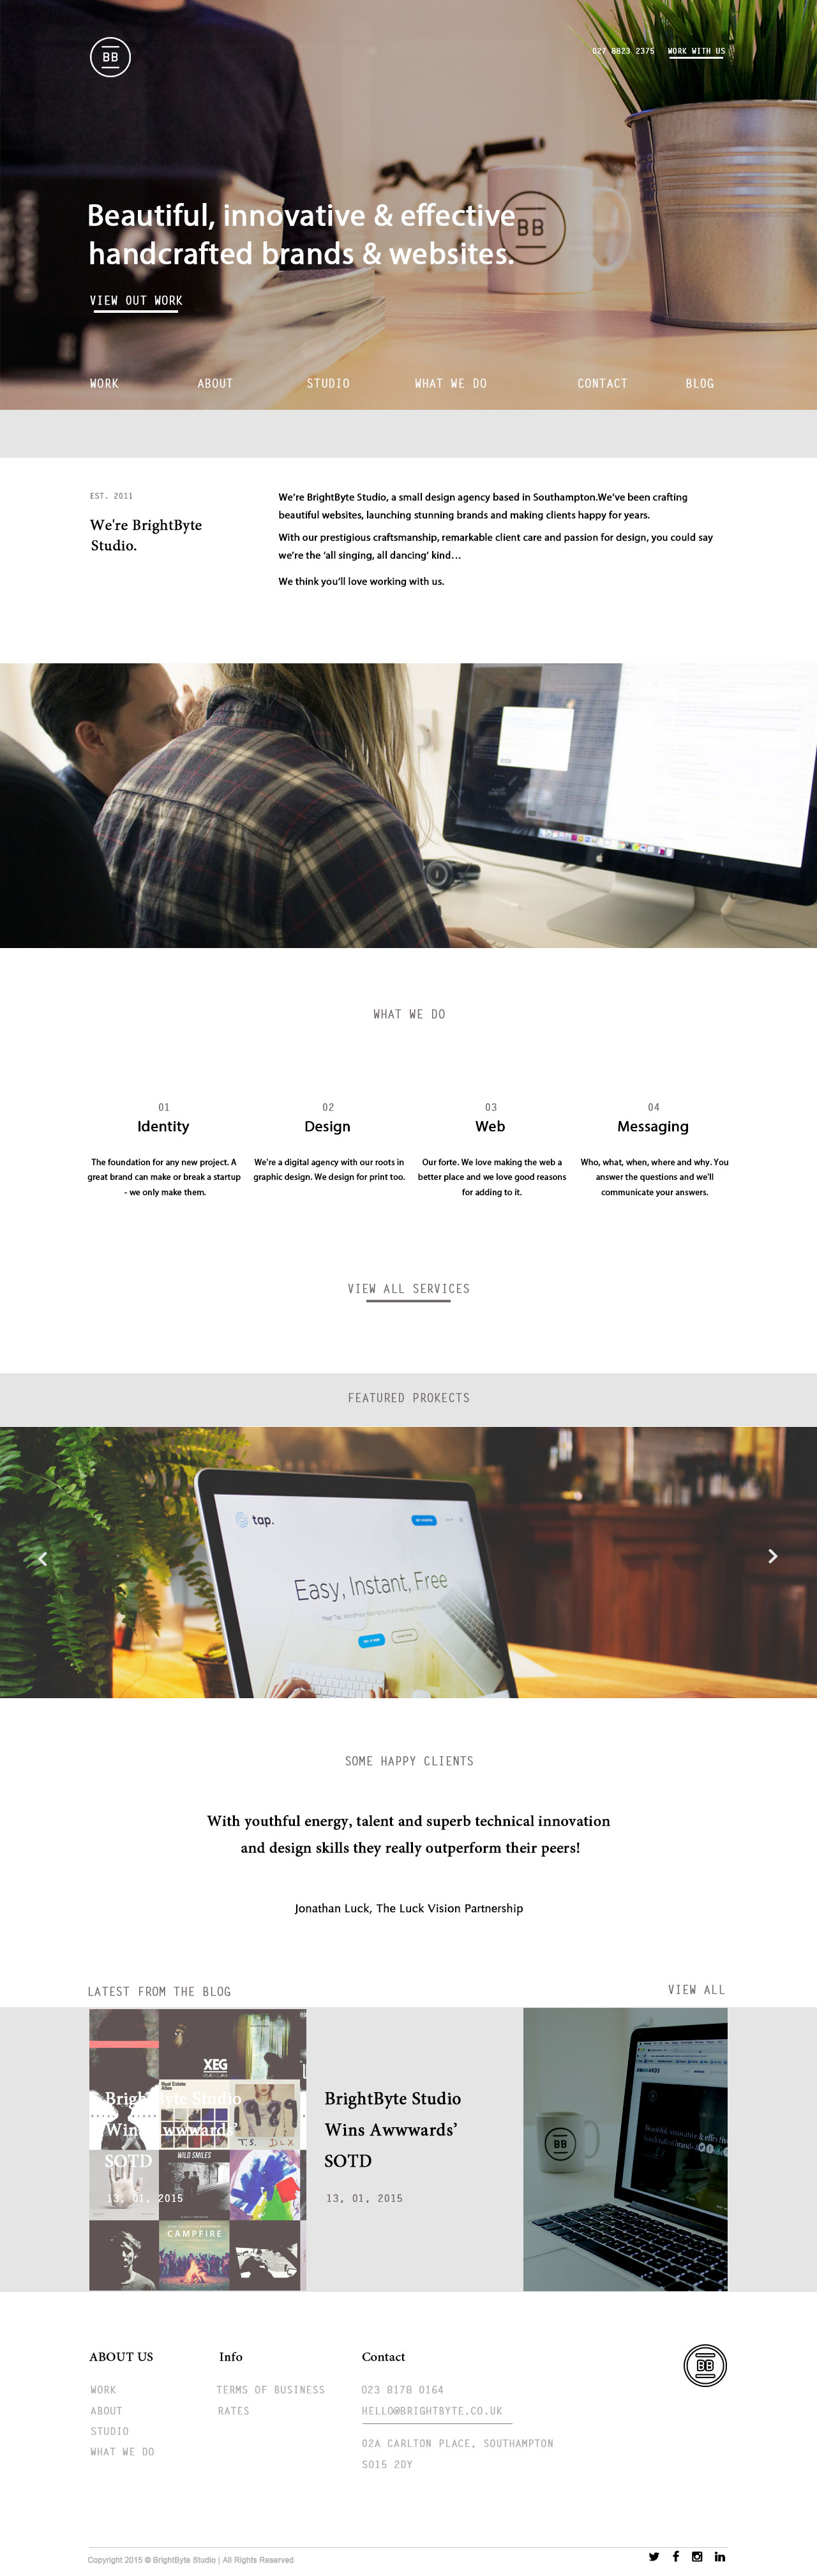 BB
027 8823 2375 WORK WITH US
BB
Beautiful, innovative & effective
handcrafted brands & websites.
VIEW OUT WORK
WORK ABOUT STUDIO WHAT WE DO CONTACT BLOG
EST. 2011
We're BrightByte
Studio.
We're BrightByte Studio, a small design agency based in Southampton.We've been crafting
beautiful websites, launching stunning brands and making clients happy for years.
With our prestigious craftsmanship, remarkable client care and passion for design, you could say
we're the 'all singing, all dancing' kind...
We think you'll love working with us.
WHAT WE DO
01
Identity
The foundation for any new project. A
great brand can make or break a startup
- we only make them.
02
Design
We're a digital agency with our roots in
graphic design. We design for print too.
03
Web
Our forte. We love making the web a
better place and we love good reasons
for adding to it.
04
Messaging
Who, what, when, where and why. You
answer the questions and we'll
communicate your answers.
VIEW ALL SERVICES
FEATURED PROKECTS
tap.
Easy, Instant, Free
SOME HAPPY CLIENTS
With youthful energy, talent and superb technical innovation
and design skills they really outperform their peers!
Jonathan Luck, The Luck Vision Partnership
LATEST FROM THE BLOG
VIEW ALL
XEG
Real Estate
1989
T.S. DLX
WILD SMILES
CAMPFIRE
BrightByte Studio
Wins Awwwards'
SOTD
13, 01, 2015
BrightByte Studio
Wins Awwwards'
SOTD
13, 01, 2015
BB
ABOUT US
WORK
ABOUT
STUDIO
WHAT WE DO
Info
TERMS OF BUSINESS
RATES
Contact
023 8178 0164
HELLO@BRIGHTBYTE.CO.UK
02A CARLTON PLACE, SOUTHAMPTON
SO15 2DY
BB
Copyright 2015 © BrightByte Studio | All Rights Reserved